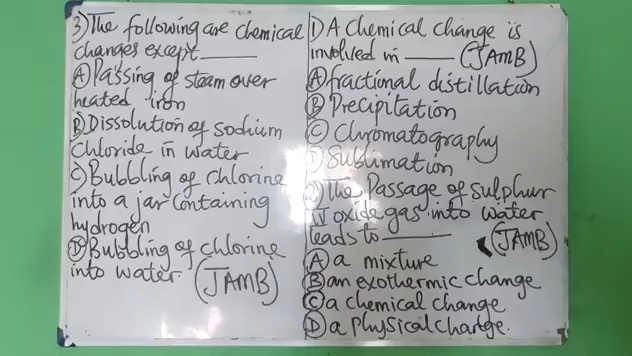 3) The following are chemical
changes except
A Passing of steam over
heated iron
B) Dissolution of sodium
Chloride in water
C) Bubbling of chlorine
into a jar containing
hydrogen
D Bubbling of chlorine
into water. (JAMB)
1) A Chemical change is
involved in (JAMB)
A fractional distillation
B Precipitation
C Chromatography
D Sublimation
2) The Passage of sulphur
IV oxide gas into water
leads to (JAMB)
A a mixture
B an exothermic change
C a chemical change
D a physical change.